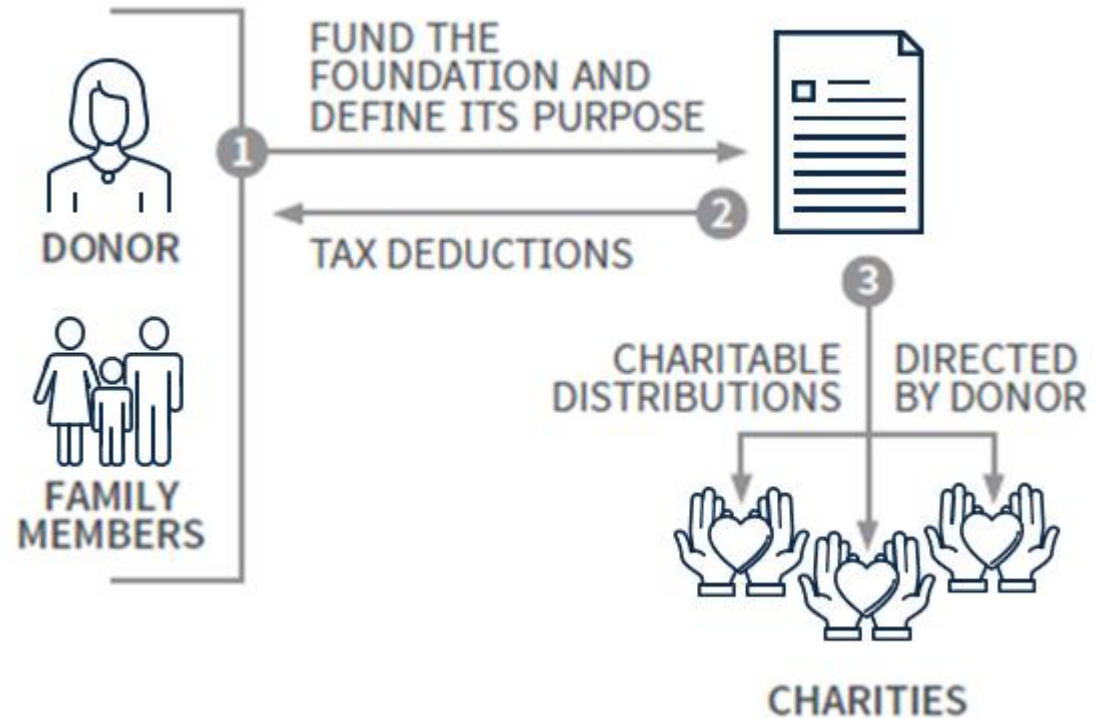 FUND THE
FOUNDATION AND
DEFINE ITS PURPOSE
1
2
DONOR
TAX DEDUCTIONS
3
CHARITABLE
DISTRIBUTIONS
DIRECTED
BY DONOR
FAMILY
MEMBERS
CHARITIES